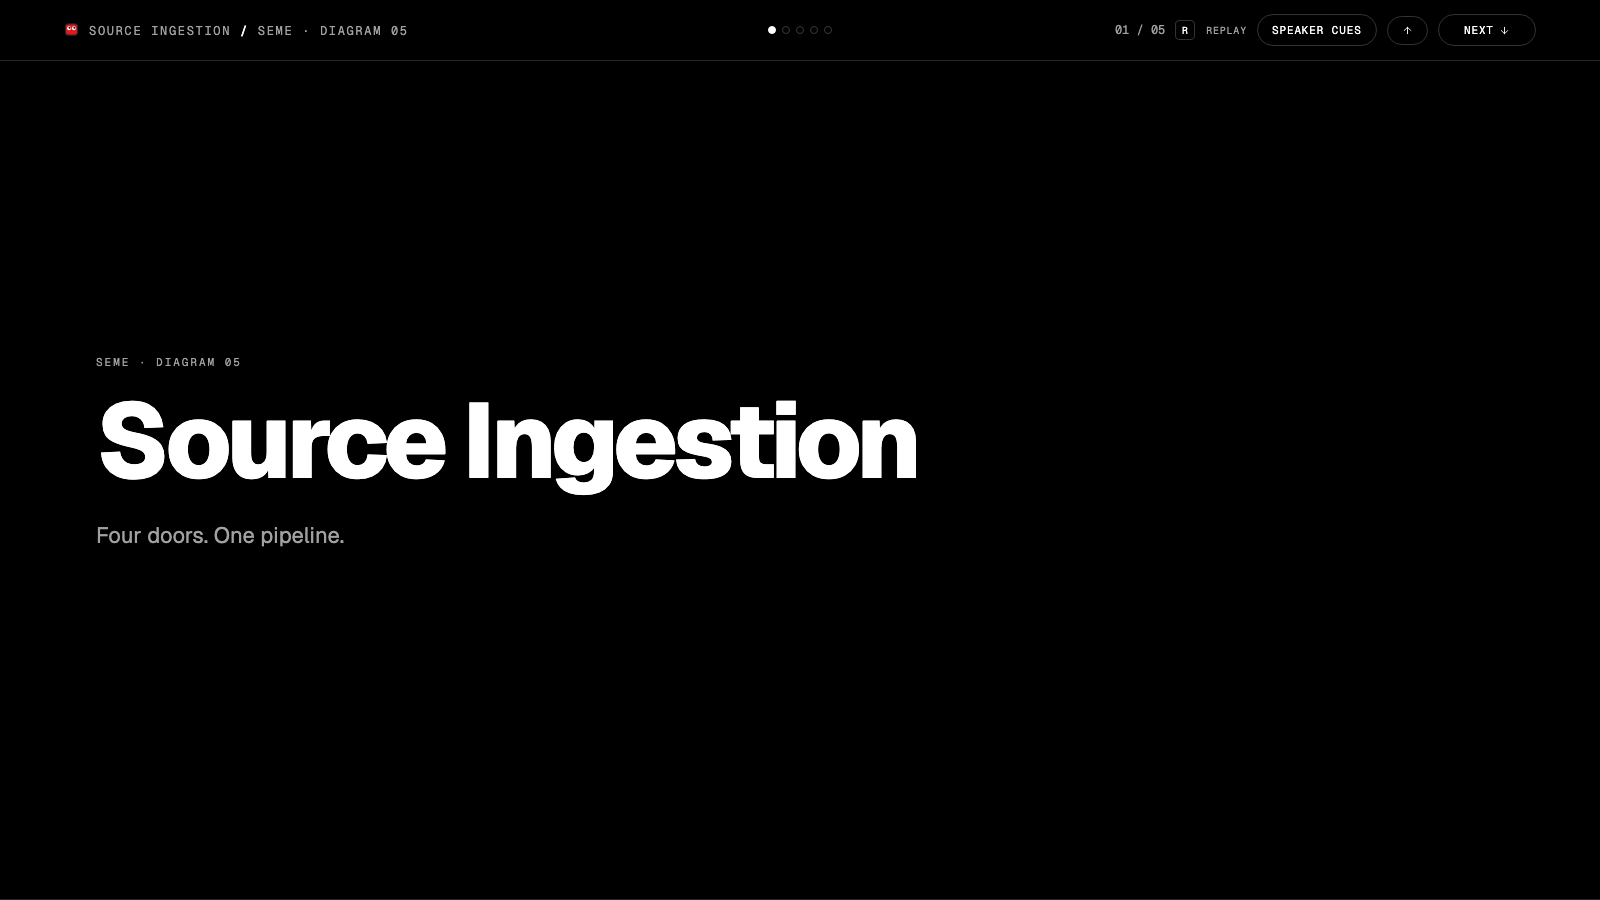 SOURCE INGESTION / SEME · DIAGRAM 05
01 / 05 R REPLAY SPEAKER CUES ↑ NEXT ↓
SEME · DIAGRAM 05
Source Ingestion
Four doors. One pipeline.